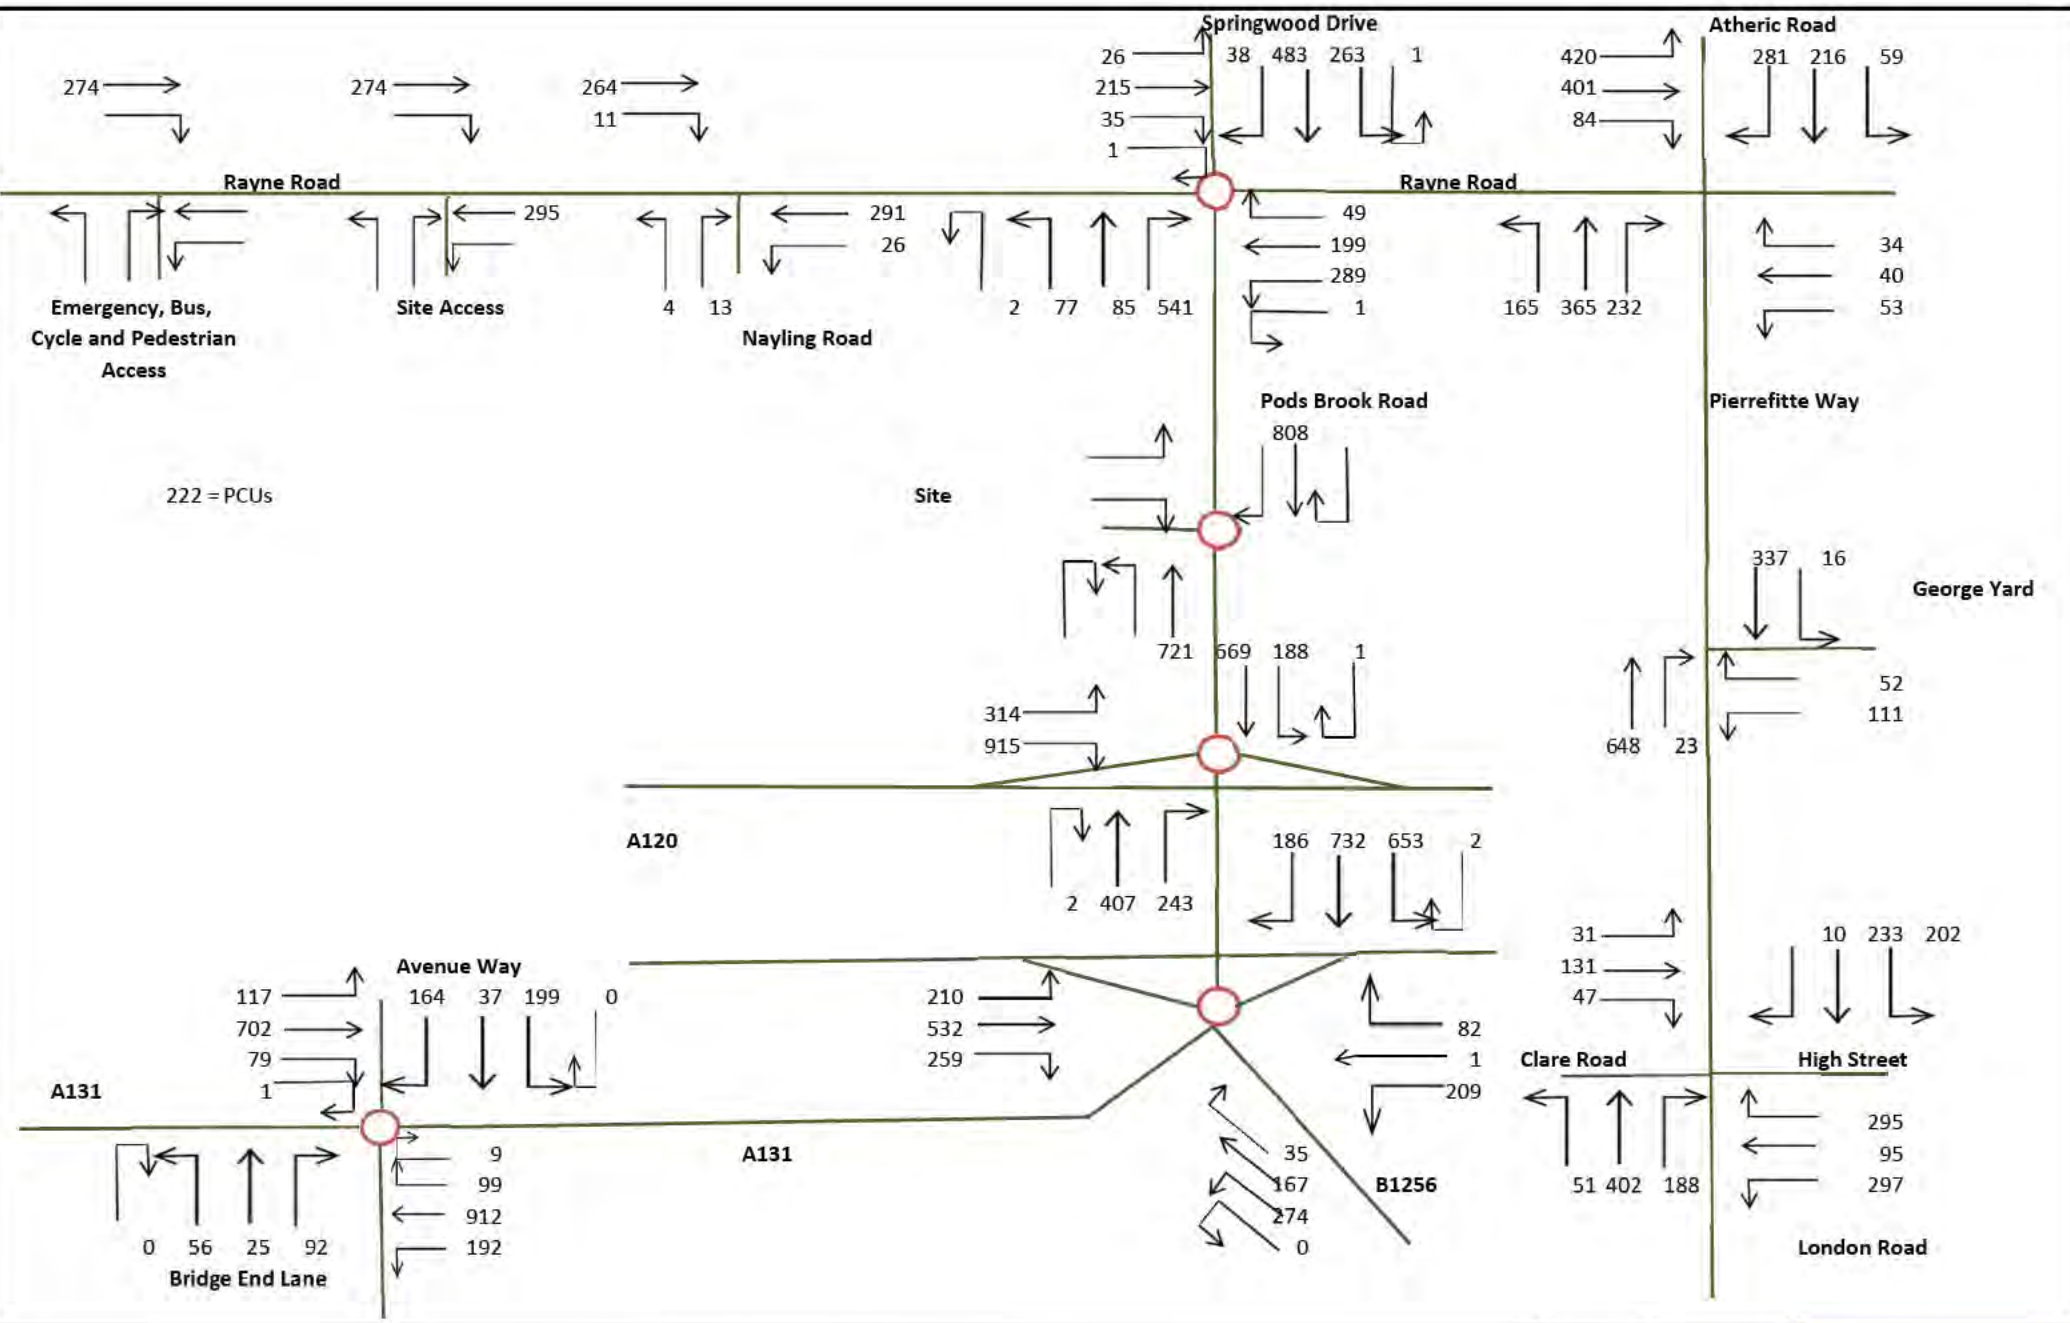 Springwood Drive
Atheric Road
26 38 483 263 1
420 281 216 59
274 274 264
215
401
11
35
84
1
Rayne Road
Rayne Road
295 291
49
26
199
34
289
40
4 13 2 77 85 541
1
165 365 232
53
Emergency, Bus,
Cycle and Pedestrian
Access
Site Access
Nayling Road
Pods Brook Road
Pierrefitte Way
808
222 = PCUs
Site
337 16
George Yard
721 669 188 1
52
314
111
915
648 23
A120
186 732 653 2
2 407 243
31
10 233 202
Avenue Way
131
117 164 37 199 0
210
47
702
532
82
79
259
1
Clare Road
High Street
1
A131
209
295
9
A131
35
95
99
167
B1256
51 402 188
297
912
274
0 56 25 92
192
0
London Road
Bridge End Lane